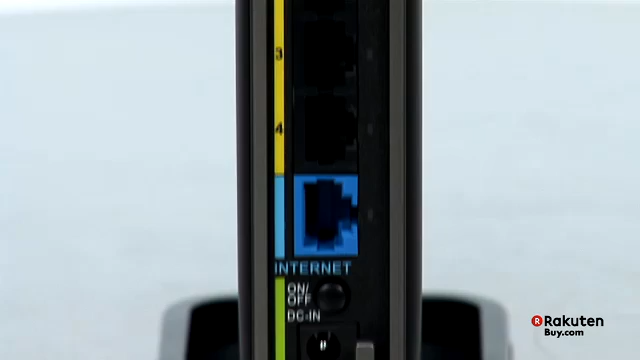 3
4
INTERNET
ON/
OFF
DC-IN
R Rakuten
Buy.com